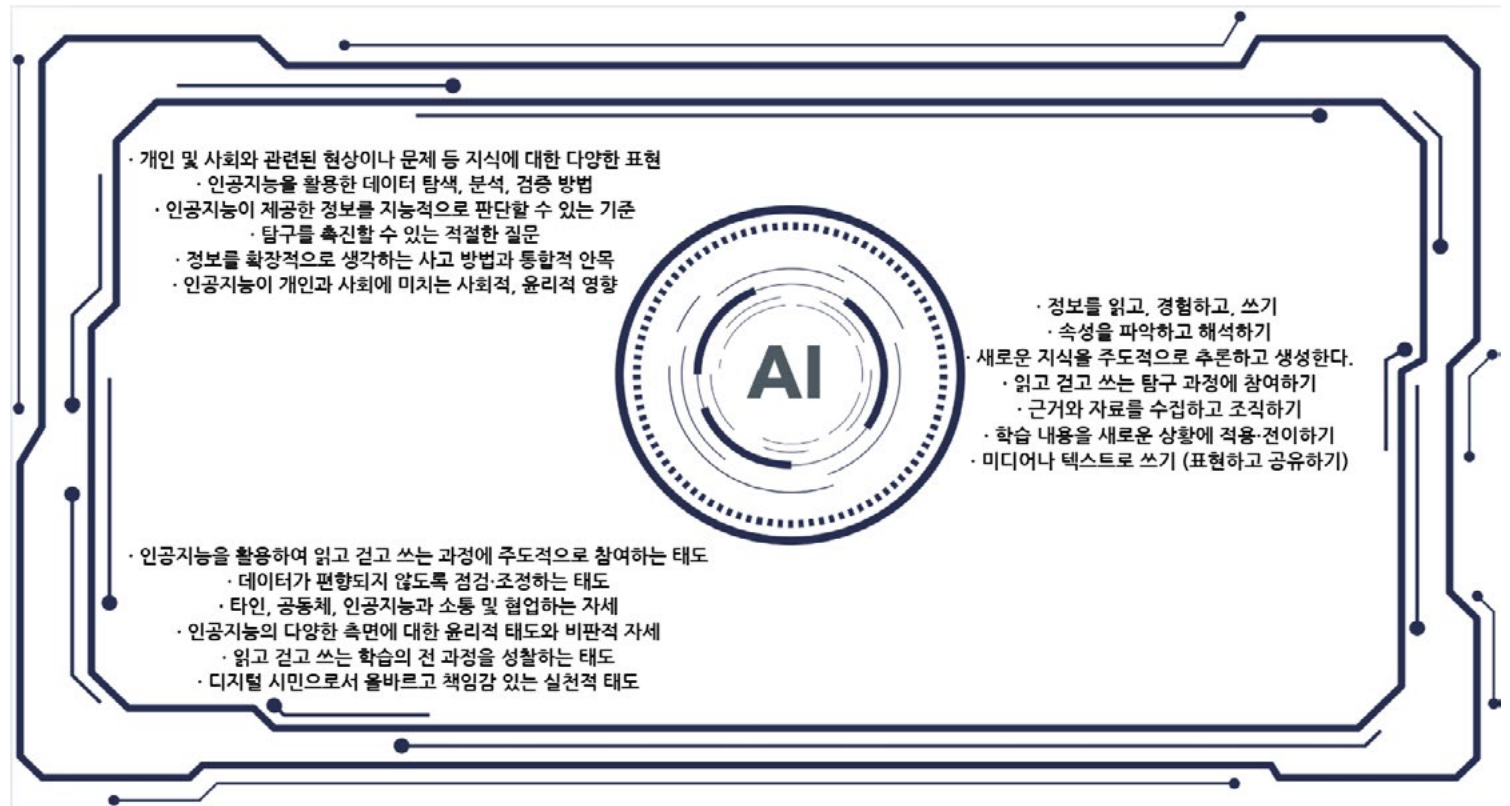 · 개인 및 사회와 관련된 현상이나 문제 등 지식에 대한 다양한 표현
· 인공지능을 활용한 데이터 탐색, 분석, 검증 방법
· 인공지능이 제공한 정보를 지능적으로 판단할 수 있는 기준
· 탐구를 촉진할 수 있는 적절한 질문
· 정보를 확장적으로 생각하는 사고 방법과 통합적 안목
· 인공지능이 개인과 사회에 미치는 사회적, 윤리적 영향
AI
· 정보를 읽고, 경험하고, 쓰기
· 속성을 파악하고 해석하기
· 새로운 지식을 주도적으로 추론하고 생성한다.
· 읽고 걷고 쓰는 탐구 과정에 참여하기
· 근거와 자료를 수집하고 조직하기
· 학습 내용을 새로운 상황에 적용·전이하기
· 미디어나 텍스트로 쓰기 (표현하고 공유하기)
· 인공지능을 활용하여 읽고 걷고 쓰는 과정에 주도적으로 참여하는 태도
· 데이터가 편향되지 않도록 점검·조정하는 태도
· 타인, 공동체, 인공지능과 소통 및 협업하는 자세
· 인공지능의 다양한 측면에 대한 윤리적 태도와 비판적 자세
· 읽고 걷고 쓰는 학습의 전 과정을 성찰하는 태도
· 디지털 시민으로서 올바르고 책임감 있는 실천적 태도